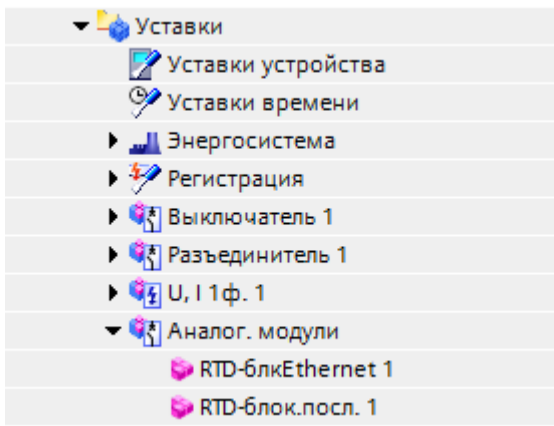 Уставки
Уставки устройства
Уставки времени
Энергосистема
Регистрация
Выключатель 1
Разъединитель 1
U, I 1ф. 1
Аналог. модули
RTD-блкEthernet 1
RTD-блок.посл. 1